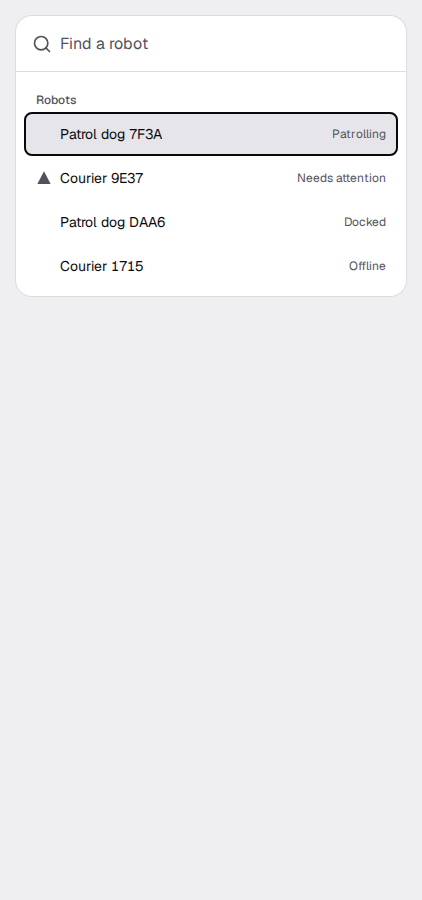 Find a robot
Robots
Patrol dog 7F3A Patrolling
Courier 9E37 Needs attention
Patrol dog DAA6 Docked
Courier 1715 Offline